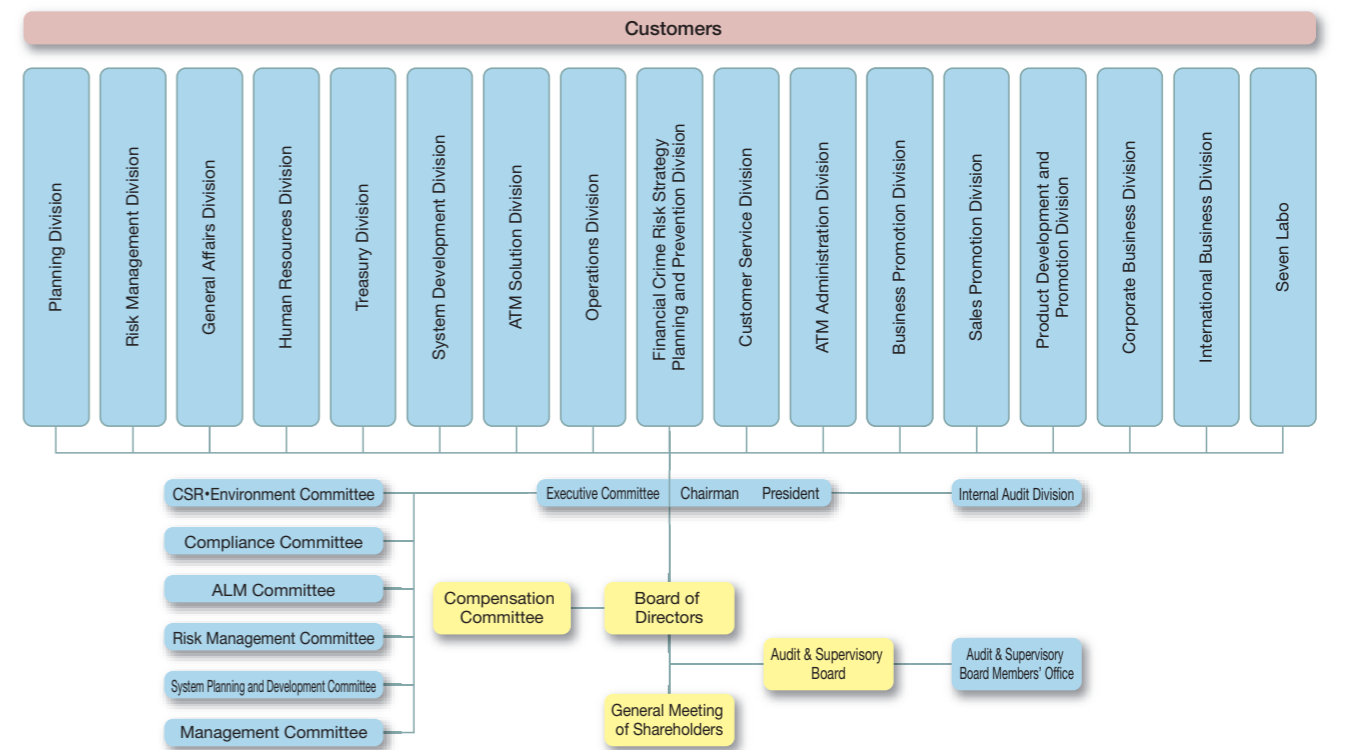 Customers
Planning Division
Risk Management Division
General Affairs Division
Human Resources Division
Treasury Division
System Development Division
ATM Solution Division
Operations Division
Financial Crime Risk Strategy
Planning and Prevention Division
Customer Service Division
ATM Administration Division
Business Promotion Division
Sales Promotion Division
Product Development and
Promotion Division
Corporate Business Division
International Business Division
Seven Labo
CSR•Environment Committee
Executive Committee Chairman President
Internal Audit Division
Compliance Committee
ALM Committee
Compensation
Committee
Board of
Directors
Risk Management Committee
Audit & Supervisory
Board
Audit & Supervisory
Board Members' Office
System Planning and Development Committee
General Meeting
of Shareholders
Management Committee